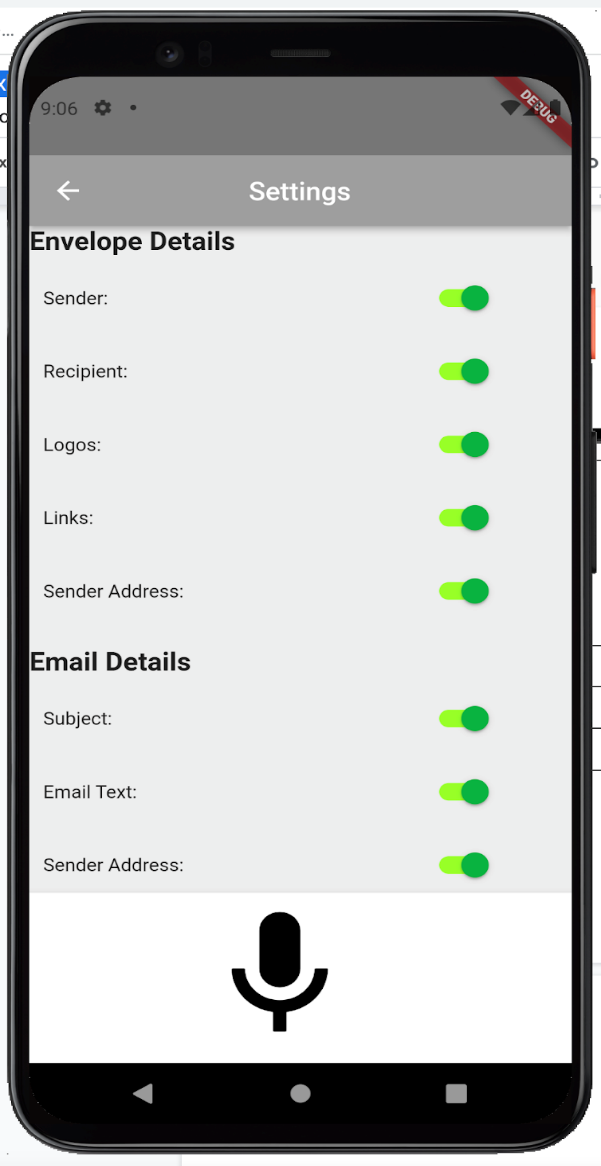 9:06
DEBUG
Settings
Envelope Details
Sender:
Recipient:
Logos:
Links:
Sender Address:
Email Details
Subject:
Email Text:
Sender Address: